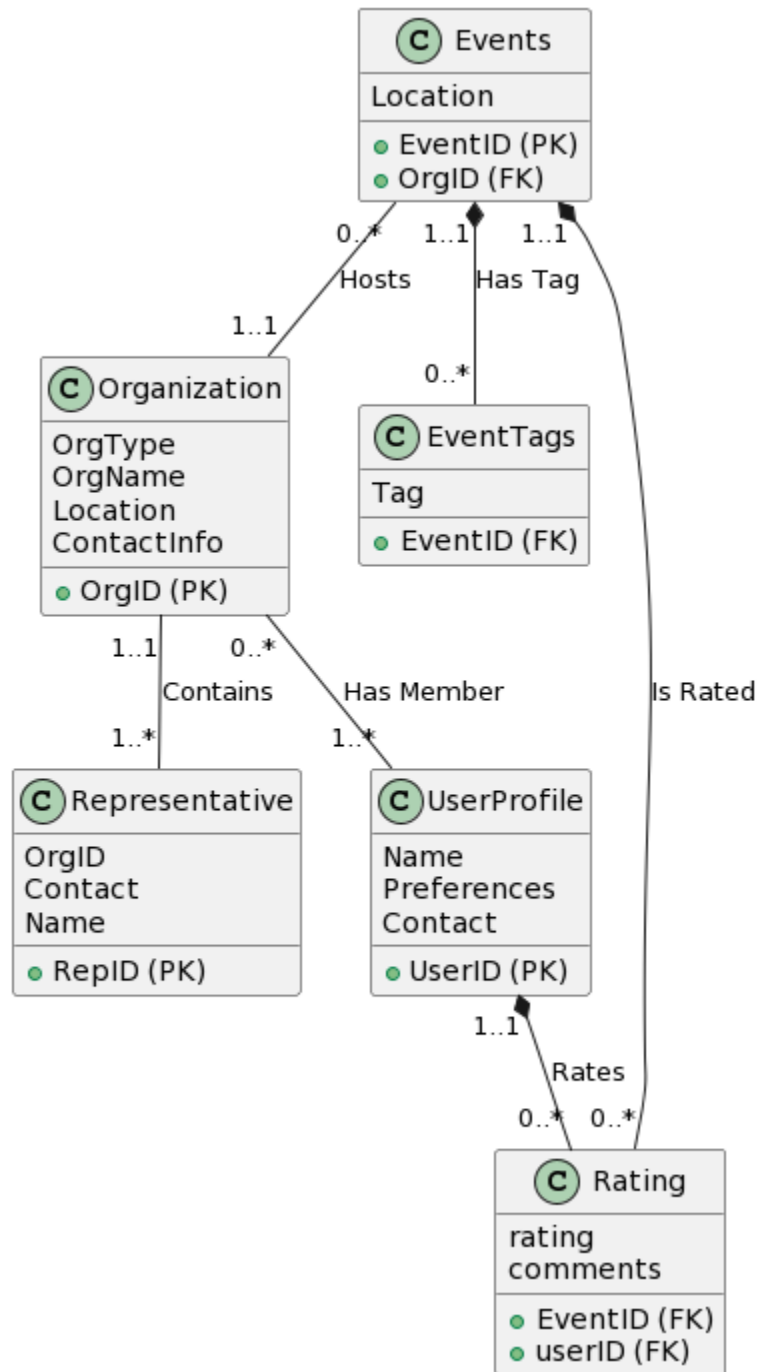 C Events
Location
EventID (PK)
OrgID (FK)
0..* 1..1 1..1
Hosts Has Tag
1..1
0..*
C Organization
OrgType
OrgName
Location
ContactInfo
OrgID (PK)
C EventTags
Tag
EventID (FK)
1..1 0..*
Contains Has Member Is Rated
1..* 1..*
C Representative
OrgID
Contact
Name
RepID (PK)
C UserProfile
Name
Preferences
Contact
UserID (PK)
1..1
Rates
0..* 0..*
C Rating
rating
comments
EventID (FK)
userID (FK)